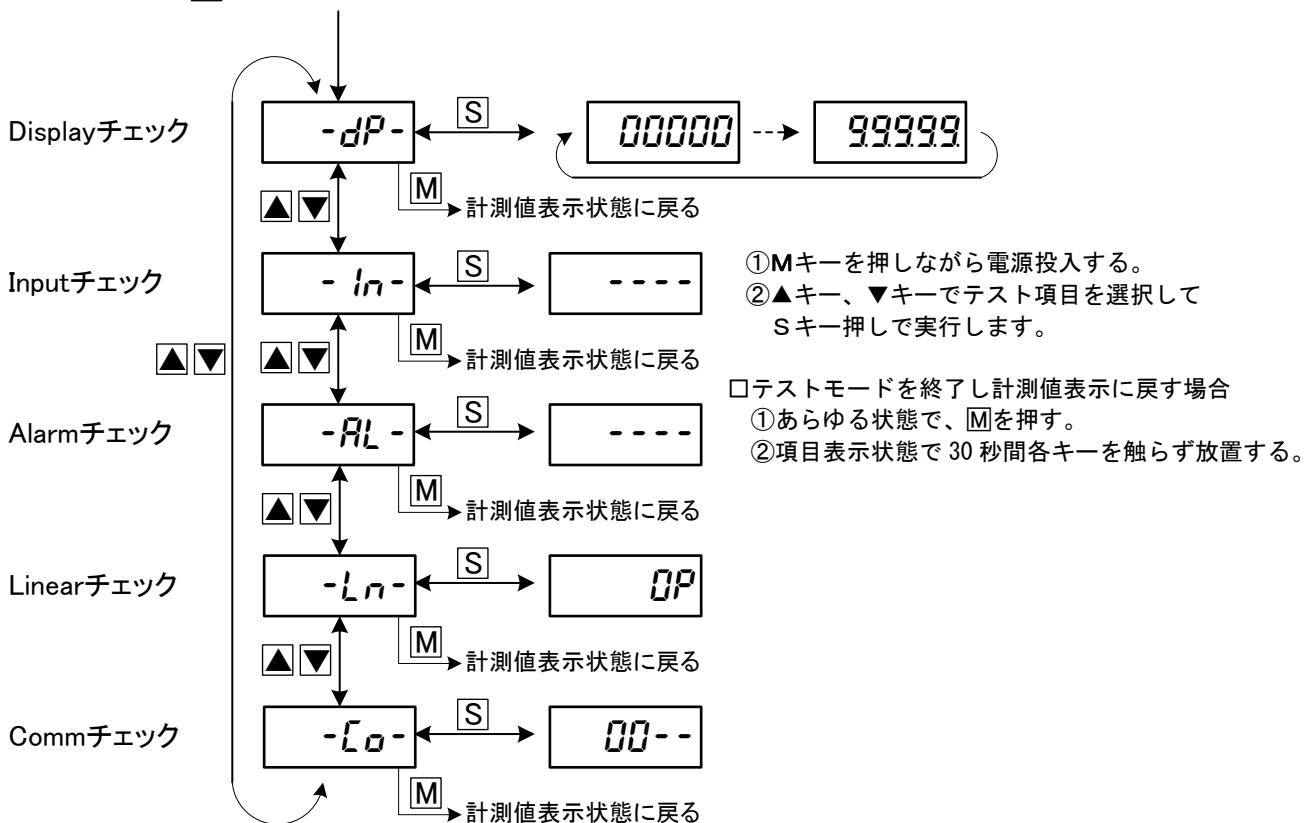 Displayチェック
-dP-
S
00000
9.9.9.9.9.
M
計測値表示状態に戻る
▲▼
Inputチェック
- In-
S
----
M
計測値表示状態に戻る
①Mキーを押しながら電源投入する。
②▲キー、▼キーでテスト項目を選択して
Sキー押しで実行します。
▲▼
▲▼
□テストモードを終了し計測値表示に戻す場合
①あらゆる状態で、Mを押す。
②項目表示状態で30秒間各キーを触らず放置する。
Alarmチェック
-AL-
S
----
M
計測値表示状態に戻る
▲▼
Linearチェック
-Ln-
S
0P
M
計測値表示状態に戻る
▲▼
Commチェック
-Co-
S
00--
M
計測値表示状態に戻る